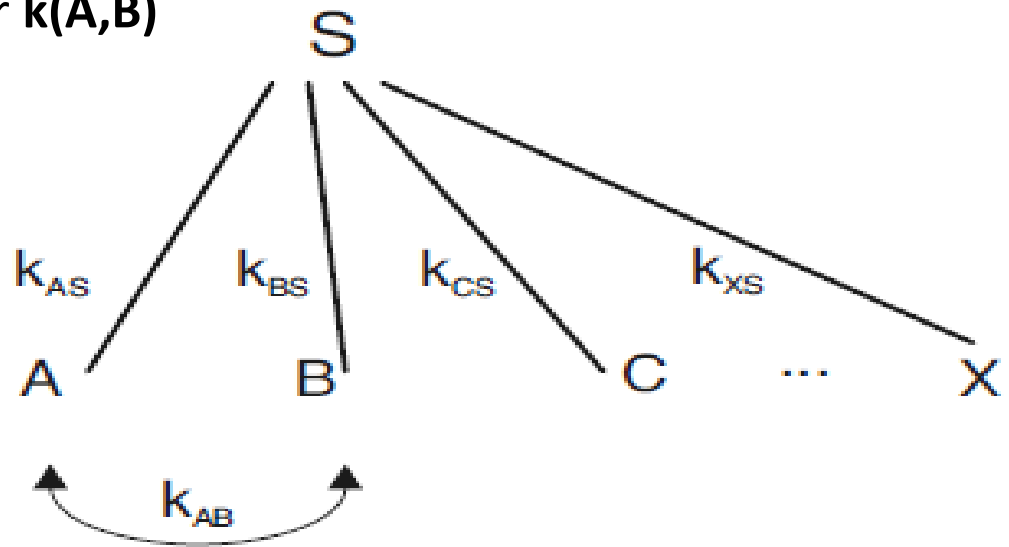 r k(A,B)
S
kAS kBS kCS kXS
A B C ... X
kAB